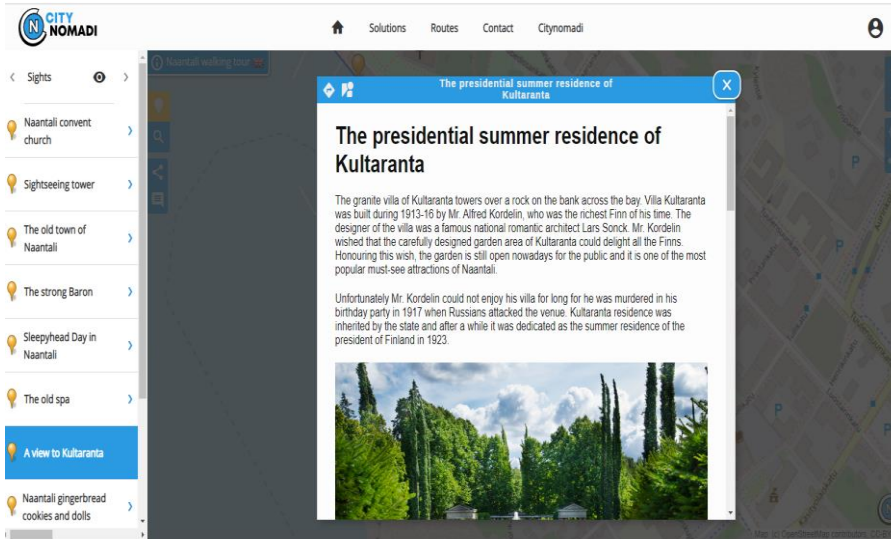 CITY
NOMADI
N
Solutions
Routes
Contact
Citynomadi
Sights
Naantali convent
church
Sightseeing tower
The old town of
Naantali
The strong Baron
Sleepyhead Day in
Naantali
The old spa
A view to Kultaranta
Naantali gingerbread
cookies and dolls
Naantali walking tour
The presidential summer residence of
Kultaranta
X
The presidential summer residence of
Kultaranta
The granite villa of Kultaranta towers over a rock on the bank across the bay. Villa Kultaranta
was built during 1913-16 by Mr. Alfred Kordelin, who was the richest Finn of his time. The
designer of the villa was a famous national romantic architect Lars Sonck. Mr. Kordelin
wished that the carefully designed garden area of Kultaranta could delight all the Finns.
Honouring this wish, the garden is still open nowadays for the public and it is one of the most
popular must-see attractions of Naantali.
Unfortunately Mr. Kordelin could not enjoy his villa for long for he was murdered in his
birthday party in 1917 when Russians attacked the venue. Kultaranta residence was
inherited by the state and after a while it was dedicated as the summer residence of the
president of Finland in 1923.
P
P
P
Map: (c) OpenStreetMap contributors,